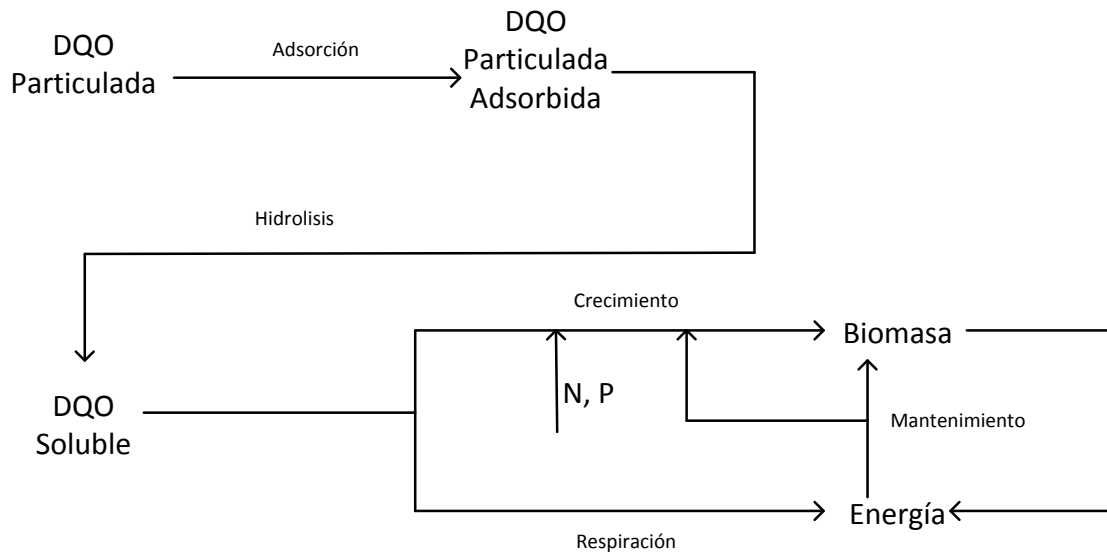 DQO
Particulada
Adsorción
DQO
Particulada
Adsorbida
Hidrolisis
Crecimiento
Biomasa
N, P
DQO
Soluble
Mantenimiento
Energía
Respiración